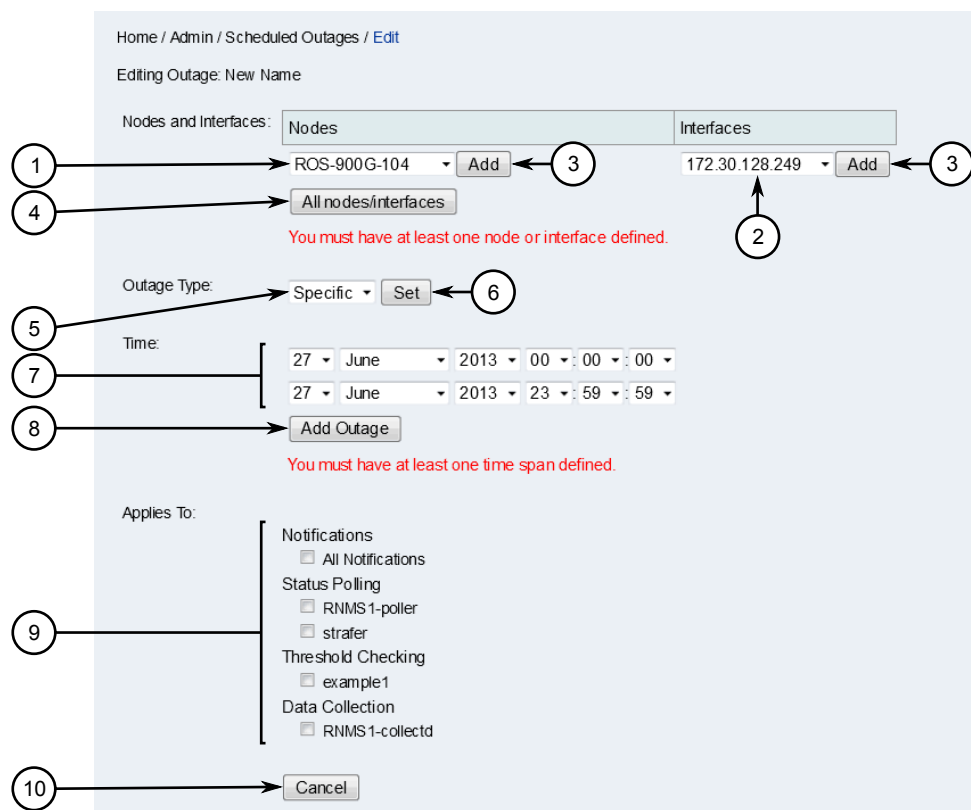 Home / Admin / Scheduled Outages / Edit
Editing Outage: New Name
Nodes and Interfaces: Nodes Interfaces
1 ROS-900G-104 Add 3 172.30.128.249 Add 3
4 All nodes/interfaces 2
You must have at least one node or interface defined.
Outage Type: Specific Set 6
5
Time:
7 27 June 2013 00 : 00 : 00
27 June 2013 23 : 59 : 59
8 Add Outage
You must have at least one time span defined.
Applies To:
Notifications
All Notifications
Status Polling
RNMS1-poller
9 strafer
Threshold Checking
example1
Data Collection
RNMS1-collectd
10 Cancel